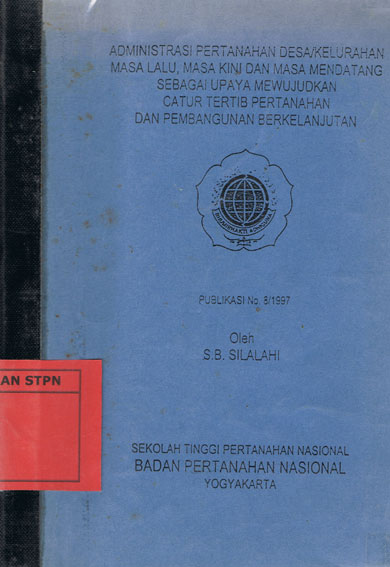 ADMINISTRASI PERTANAHAN DESA/KELURAHAN
MASA LALU, MASA KINI DAN MASA MENDATANG
SEBAGAI UPAYA MEWUJUDKAN
CATUR TERTIB PERTANAHAN
DAN PEMBANGUNAN BERKELANJUTAN
PUBLIKASI No. 8/1997
Oleh
S.B. SILALAHI
AN STPN
SEKOLAH TINGGI PERTANAHAN NASIONAL
BADAN PERTANAHAN NASIONAL
YOGYAKARTA